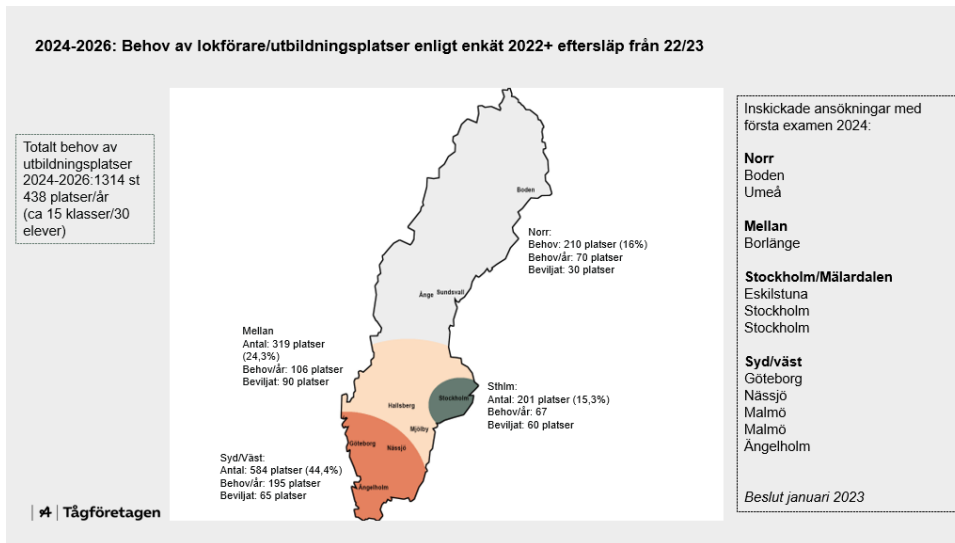 2024-2026: Behov av lokförare/utbildningsplatser enligt enkät 2022+ eftersläp från 22/23
Totalt behov av
utbildningsplatser
2024-2026:1314 st
438 platser/år
(ca 15 klasser/30
elever)
Boden
Norr:
Behov: 210 platser (16%)
Behov/år: 70 platser
Beviljat: 30 platser
Ånge
Sundsvall
Mellan
Antal: 319 platser
(24,3%)
Behov/år: 106 platser
Beviljat: 90 platser
Stockholm
Sthlm:
Antal: 201 platser (15,3%)
Behov/år: 67
Beviljat: 60 platser
Hallsberg
Mjölby
Göteborg
Nässjö
Syd/Väst:
Antal: 584 platser (44,4%)
Behov/år: 195 platser
Beviljat: 65 platser
Ängelholm
Inskickade ansökningar med
första examen 2024:
Norr
Boden
Umeå
Mellan
Borlänge
Stockholm/Mälardalen
Eskilstuna
Stockholm
Stockholm
Syd/väst
Göteborg
Nässjö
Malmö
Malmö
Ängelholm
Beslut januari 2023
Tågföretagen